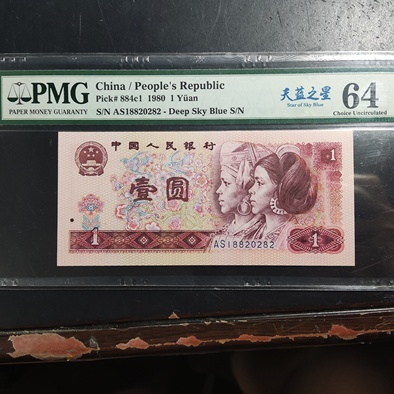 PMG
PAPER MONEY GUARANTY
China / People's Republic
Pick# 884c1 1980 1 Yüan
S/N AS18820282 - Deep Sky Blue S/N
天蓝之星
Star of Sky Blue
64
Choice Uncirculated
中国人民银行
1
壹圆
1
AS18820282
1